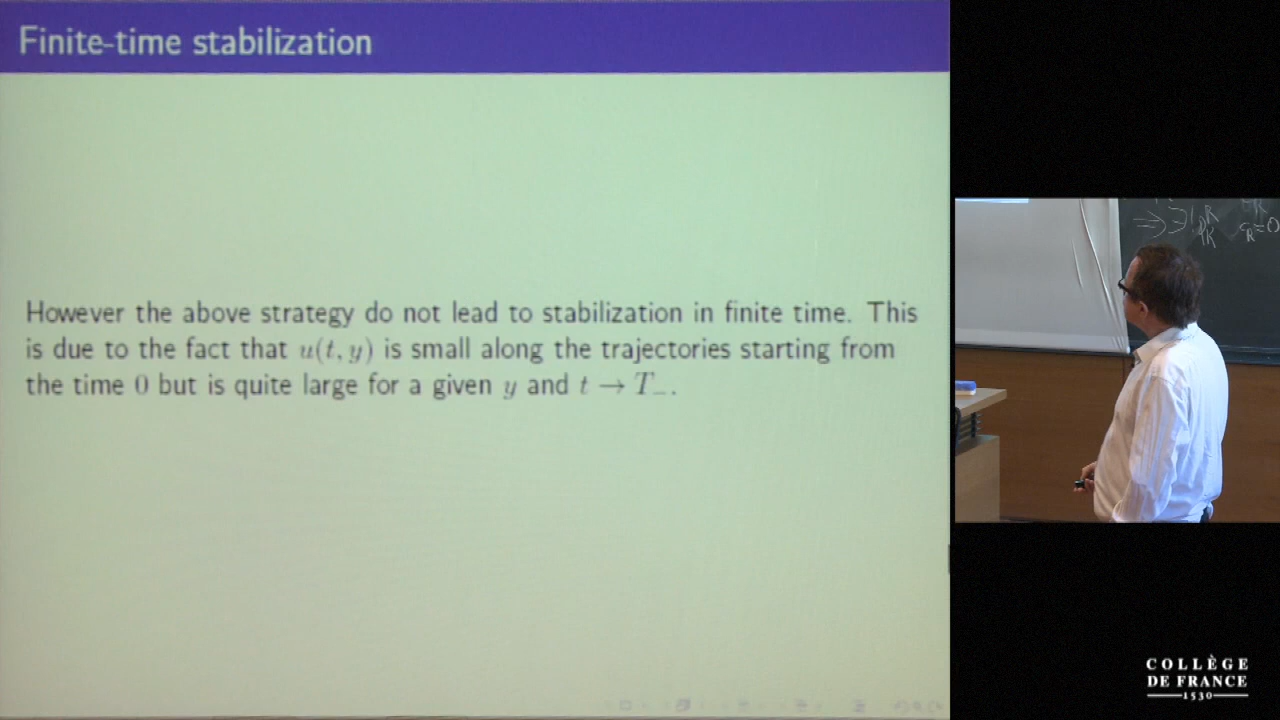 Finite-time stabilization
However the above strategy do not lead to stabilization in finite time. This
is due to the fact that u(t, y) is small along the trajectories starting from
the time 0 but is quite large for a given y and t → T_.
COLLÈGE
DE FRANCE
1530